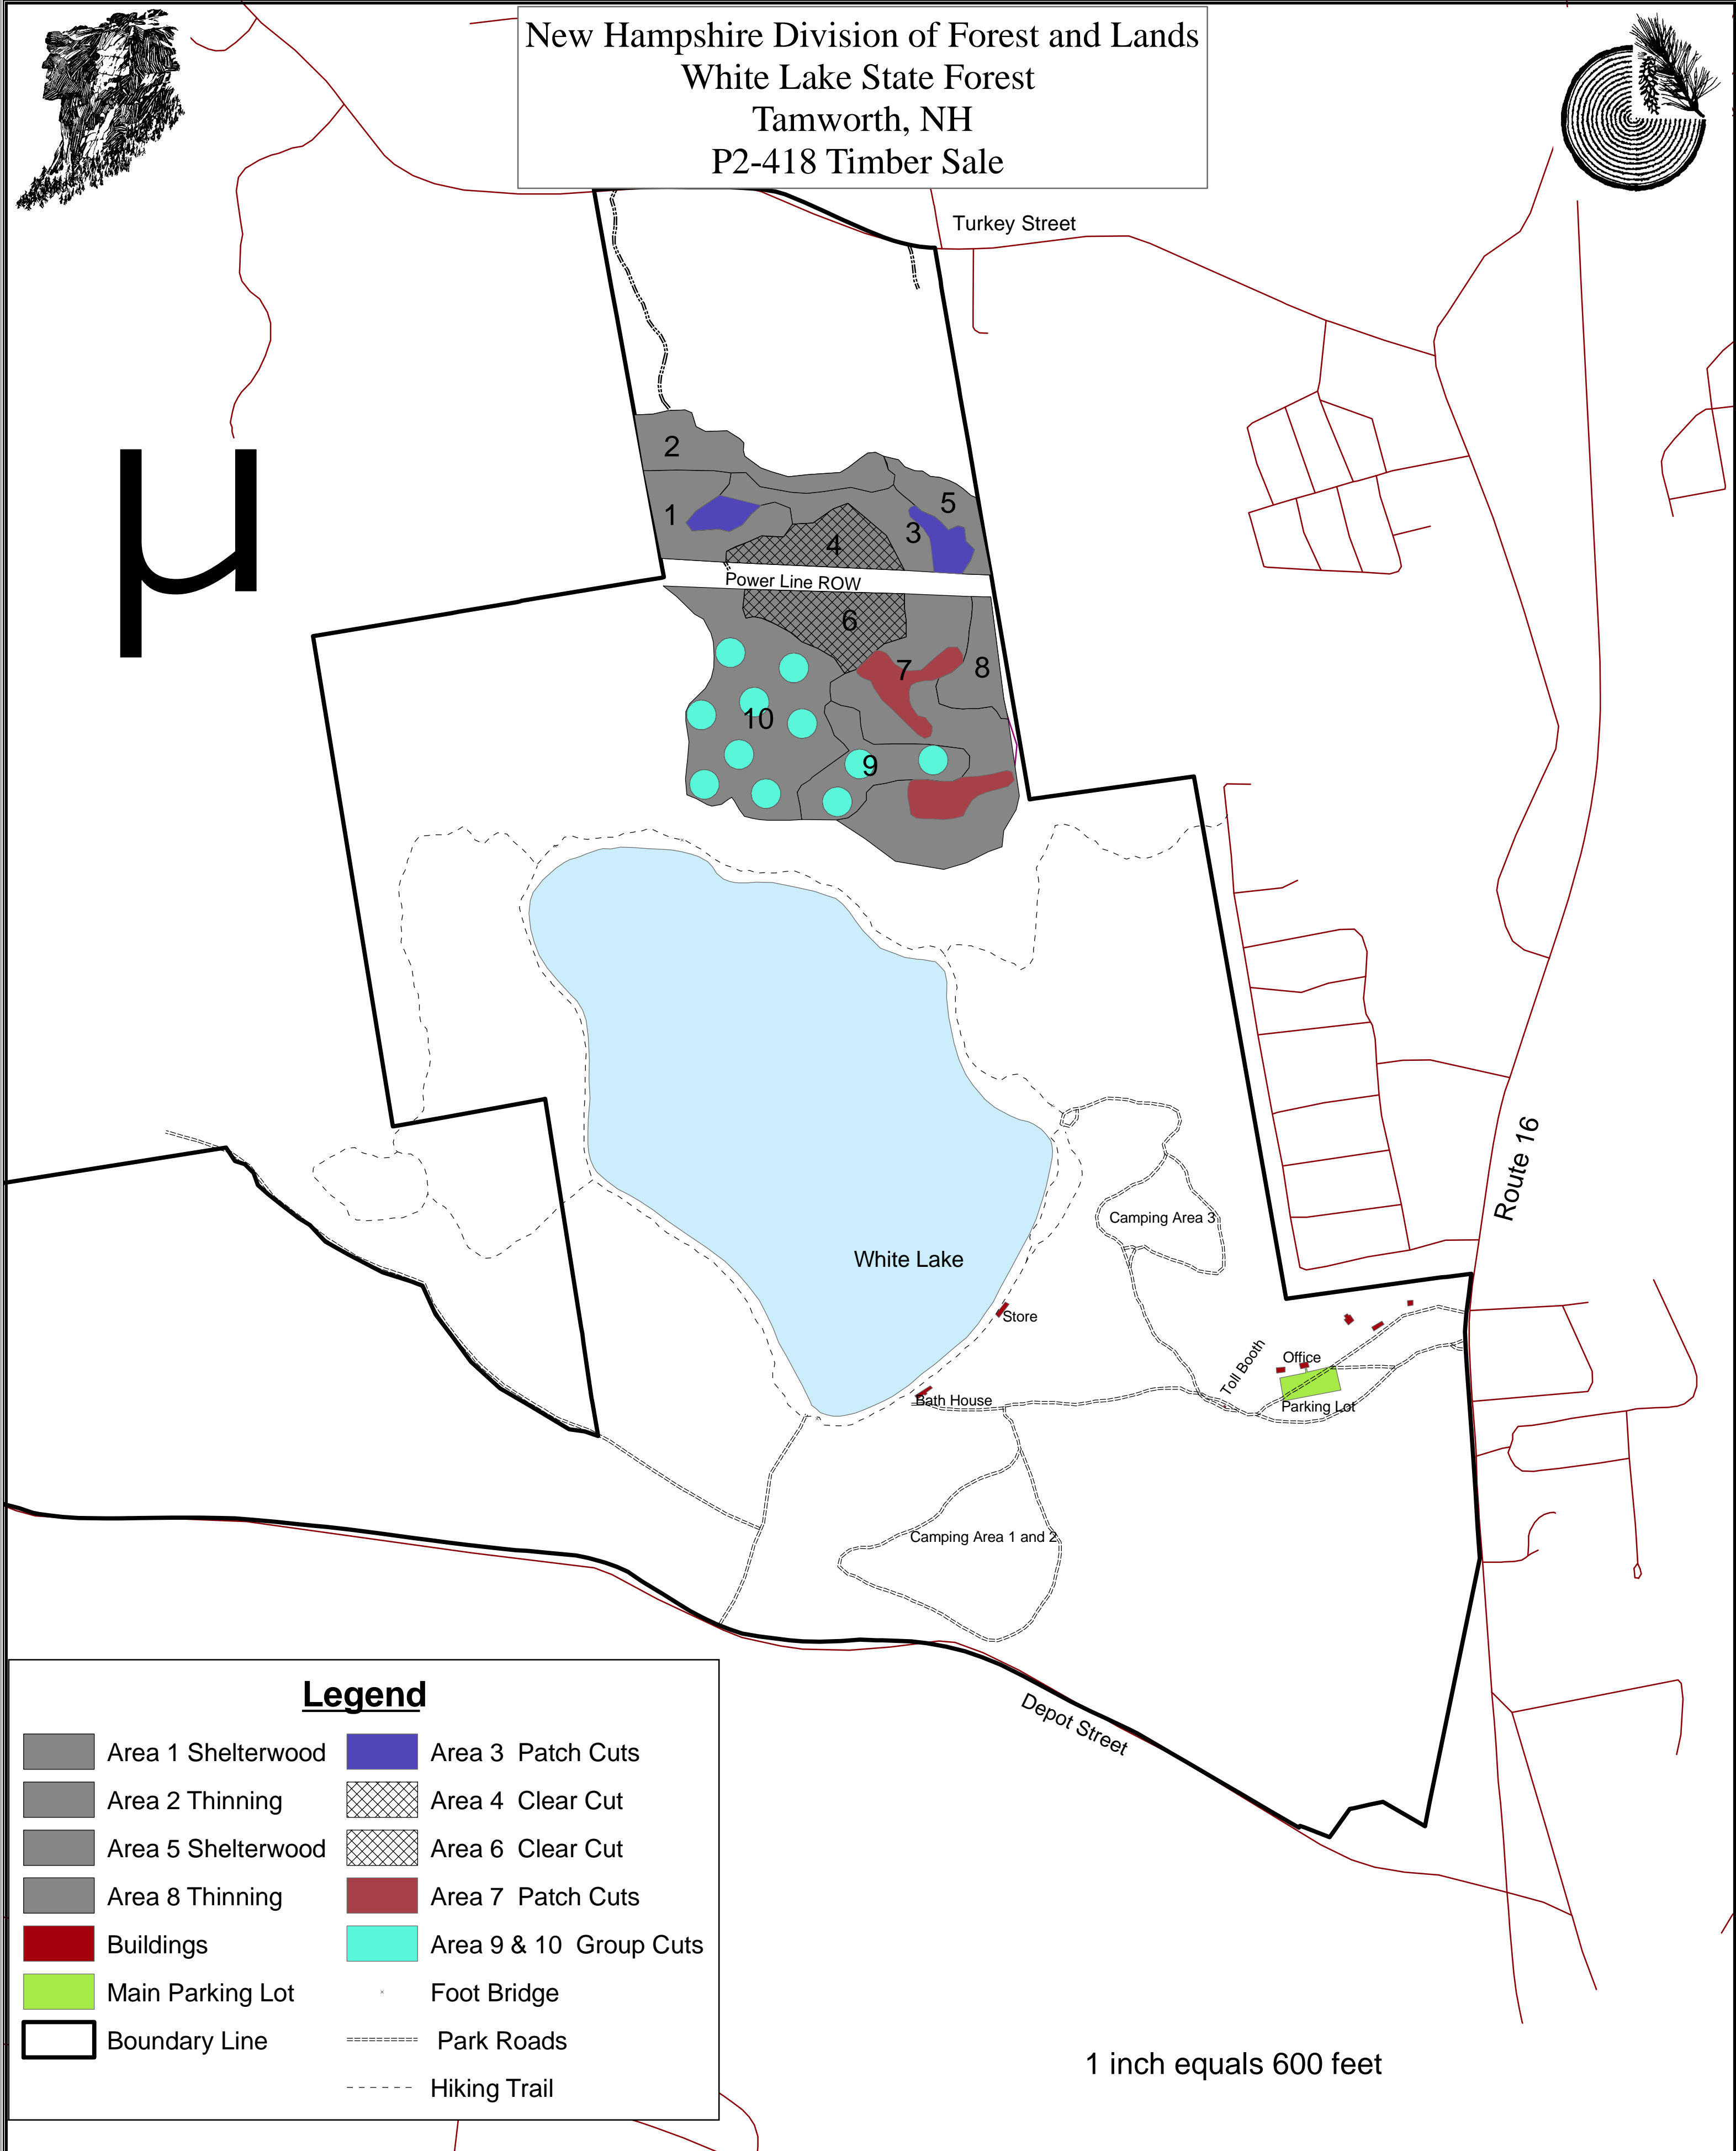 New Hampshire Division of Forest and Lands
White Lake State Forest
Tamworth, NH
P2-418 Timber Sale
Turkey Street
µ
2
1
5
3
4
Power Line ROW
6
7
8
10
9
Route 16
Camping Area 3
White Lake
Store
Toll Booth
Office
Bath House
Parking Lot
Camping Area 1 and 2
Depot Street
Legend
Area 1 Shelterwood
Area 2 Thinning
Area 5 Shelterwood
Area 8 Thinning
Buildings
Main Parking Lot
Boundary Line
Area 3 Patch Cuts
Area 4 Clear Cut
Area 6 Clear Cut
Area 7 Patch Cuts
Area 9 & 10 Group Cuts
Foot Bridge
Park Roads
Hiking Trail
1 inch equals 600 feet